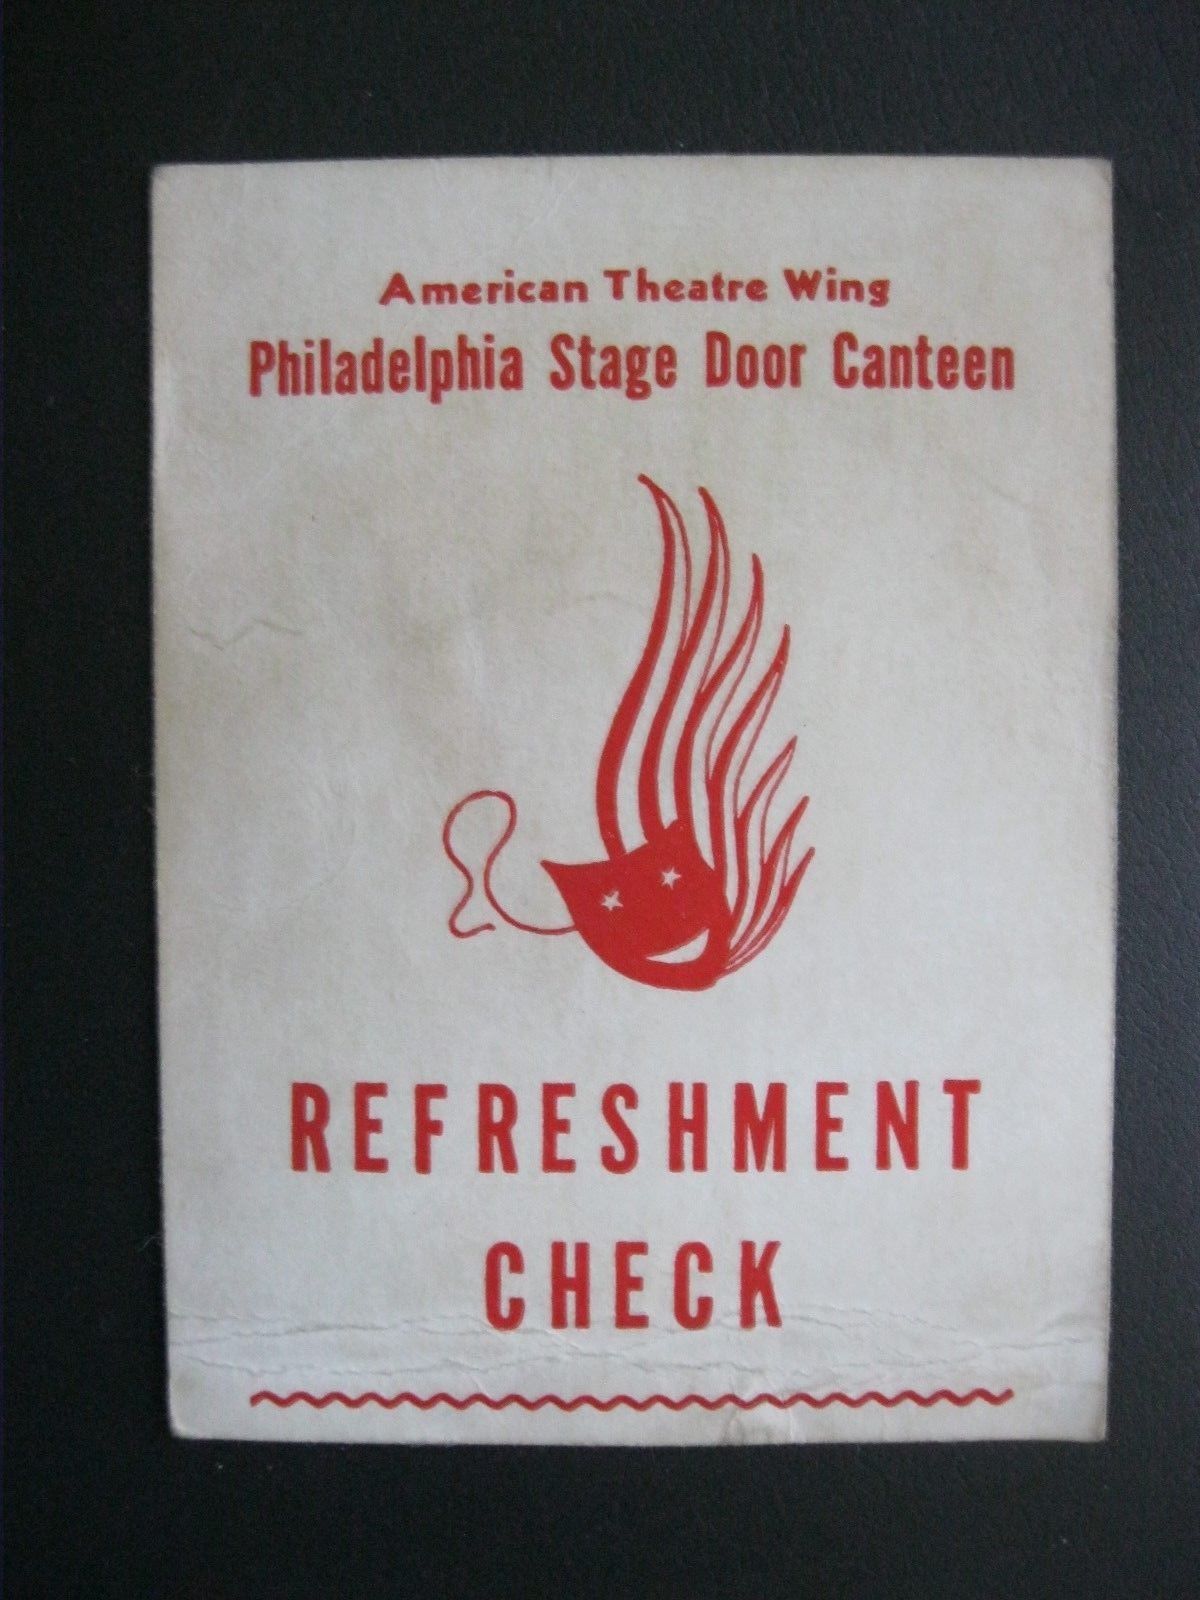 American Theatre Wing
Philadelphia Stage Door Canteen
REFRESHMENT
CHECK